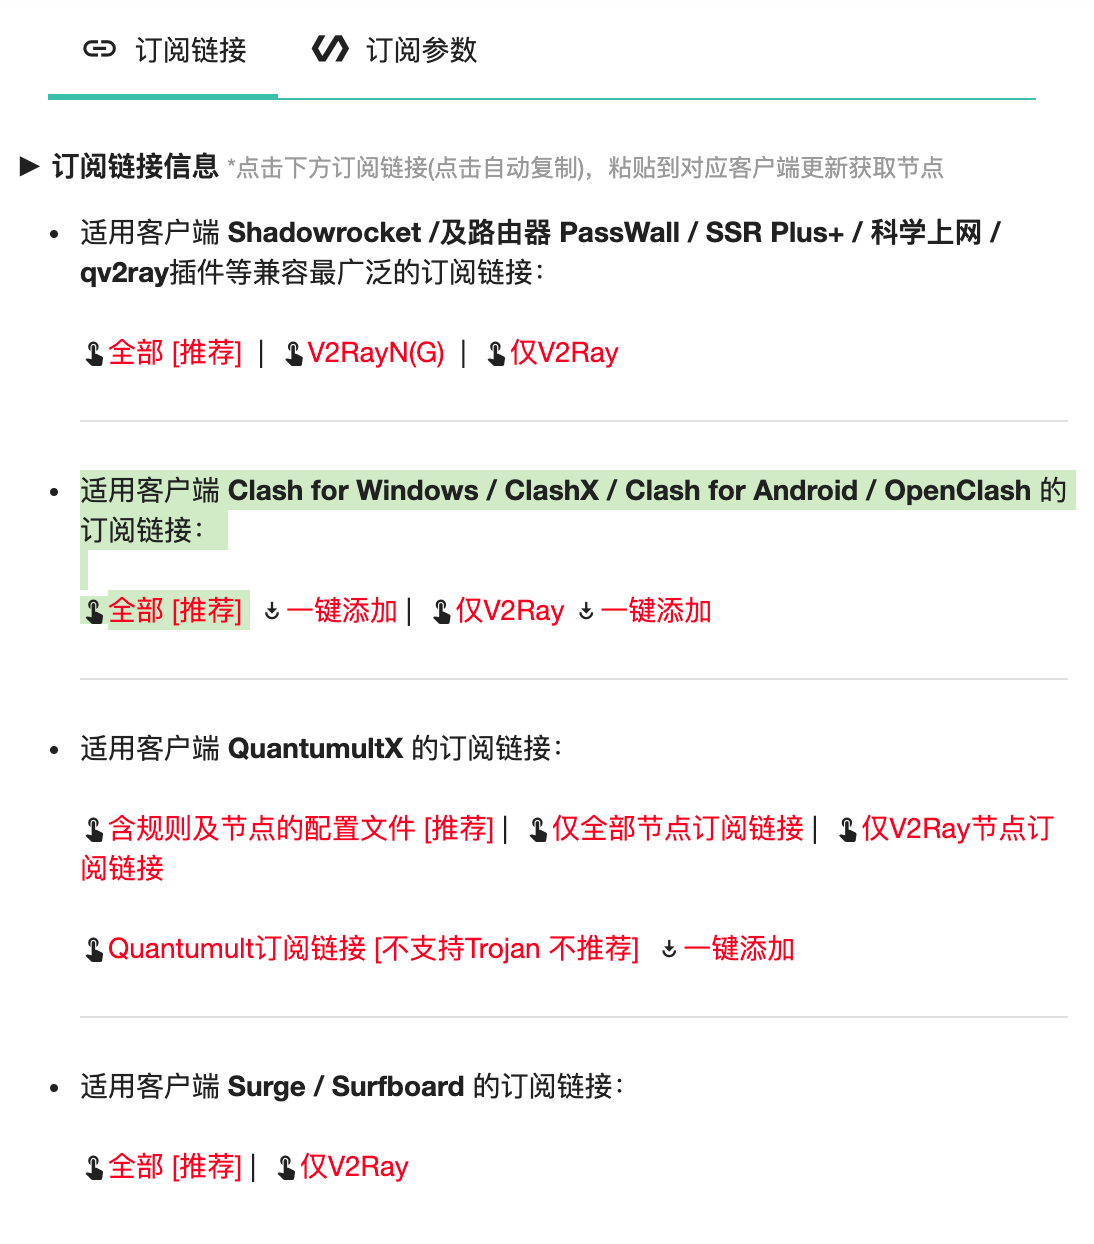 订阅链接 订阅参数
▶ 订阅链接信息 *点击下方订阅链接(点击自动复制)，粘贴到对应客户端更新获取节点
• 适用客户端 Shadowrocket /及路由器 PassWall / SSR Plus+ / 科学上网 /
qv2ray插件等兼容最广泛的订阅链接：
全部 [推荐] | V2RayN(G) | 仅V2Ray
• 适用客户端 Clash for Windows / ClashX / Clash for Android / OpenClash 的
订阅链接：
全部 [推荐] 一键添加 | 仅V2Ray 一键添加
• 适用客户端 QuantumultX 的订阅链接：
含规则及节点的配置文件 [推荐] | 仅全部节点订阅链接 | 仅V2Ray节点订
阅链接
Quantumult订阅链接 [不支持Trojan 不推荐] 一键添加
• 适用客户端 Surge / Surfboard 的订阅链接：
全部 [推荐] | 仅V2Ray